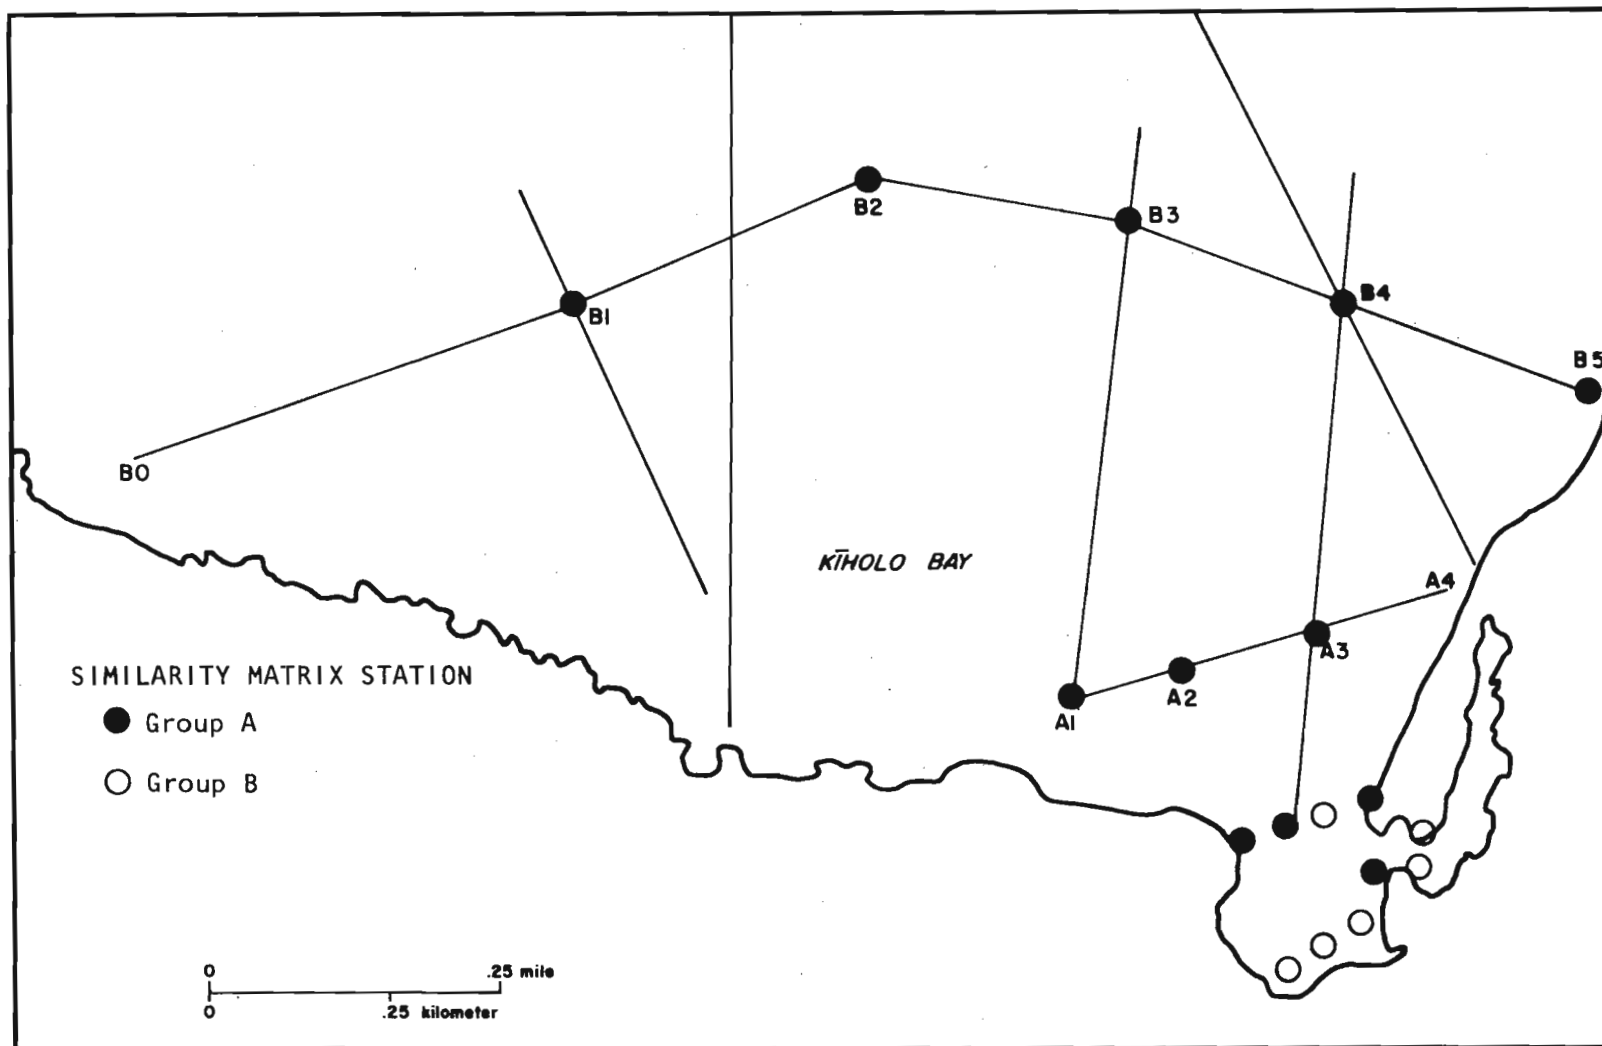 B2
B3
B1
B4
B5
B0
KĪHOLO BAY
A4
A3
A2
A1
SIMILARITY MATRIX STATION
Group A
Group B
0 .25 mile
0 .25 kilometer